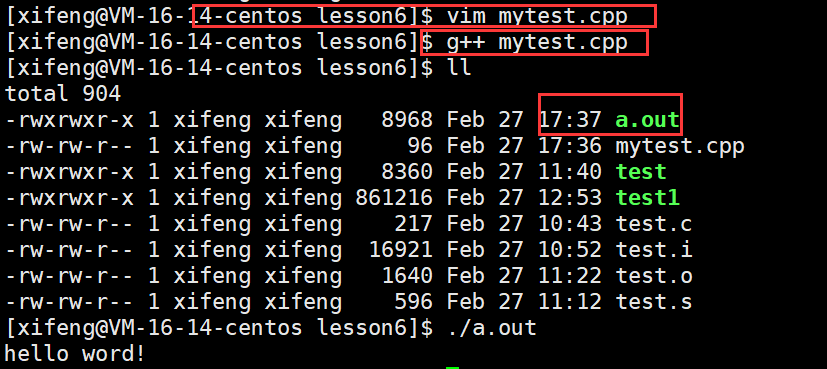 [xifeng@VM-16-14-centos lesson6]$ vim mytest.cpp
[xifeng@VM-16-14-centos lesson6]$ g++ mytest.cpp
[xifeng@VM-16-14-centos lesson6]$ ll
total 904
-rwxrwxr-x 1 xifeng xifeng   8968 Feb 27 17:37 a.out
-rw-rw-r-- 1 xifeng xifeng     96 Feb 27 17:36 mytest.cpp
-rwxrwxr-x 1 xifeng xifeng   8360 Feb 27 11:40 test
-rwxrwxr-x 1 xifeng xifeng 861216 Feb 27 12:53 test1
-rw-rw-r-- 1 xifeng xifeng    217 Feb 27 10:43 test.c
-rw-rw-r-- 1 xifeng xifeng  16921 Feb 27 10:52 test.i
-rw-rw-r-- 1 xifeng xifeng   1640 Feb 27 11:22 test.o
-rw-rw-r-- 1 xifeng xifeng    596 Feb 27 11:12 test.s
[xifeng@VM-16-14-centos lesson6]$ ./a.out
hello word!